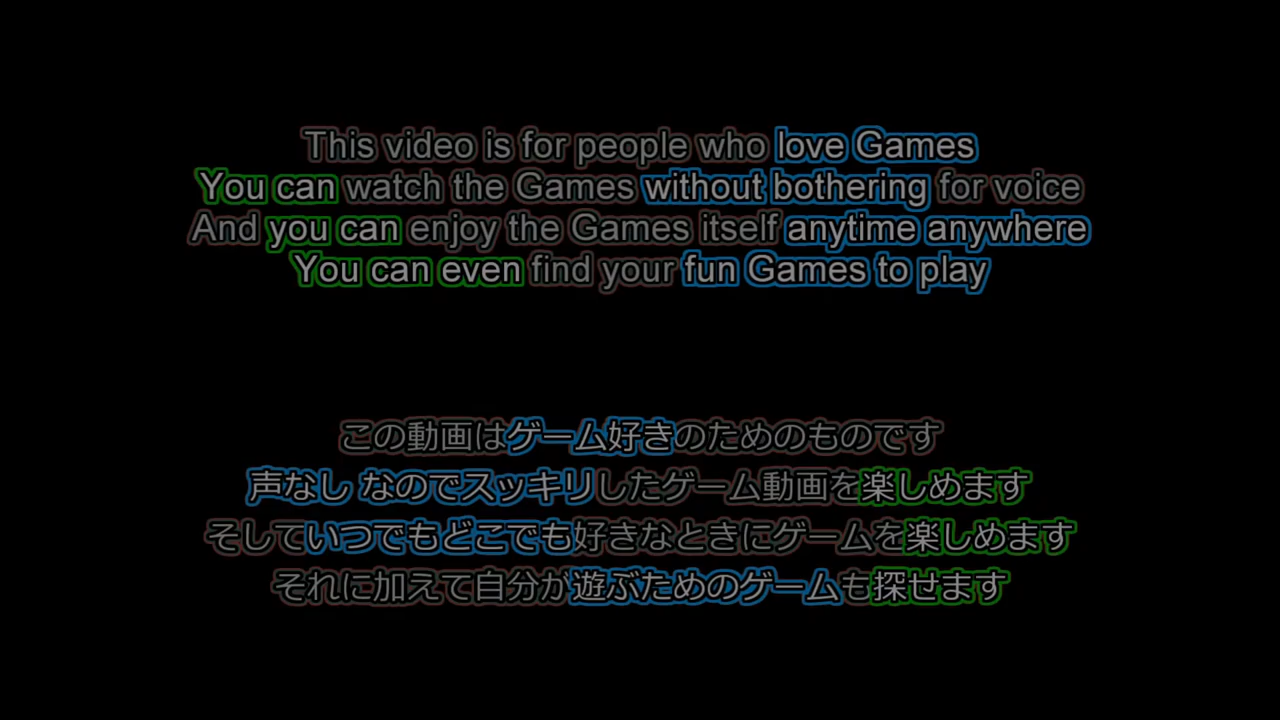 This video is for people who love Games
You can watch the Games without bothering for voice
And you can enjoy the Games itself anytime anywhere
You can even find your fun Games to play
この動画はゲーム好きのためのものです
声なし なのでスッキリしたゲーム動画を楽しめます
そしていつでもどこでも好きなときにゲームを楽しめます
それに加えて自分が遊ぶためのゲームも探せます